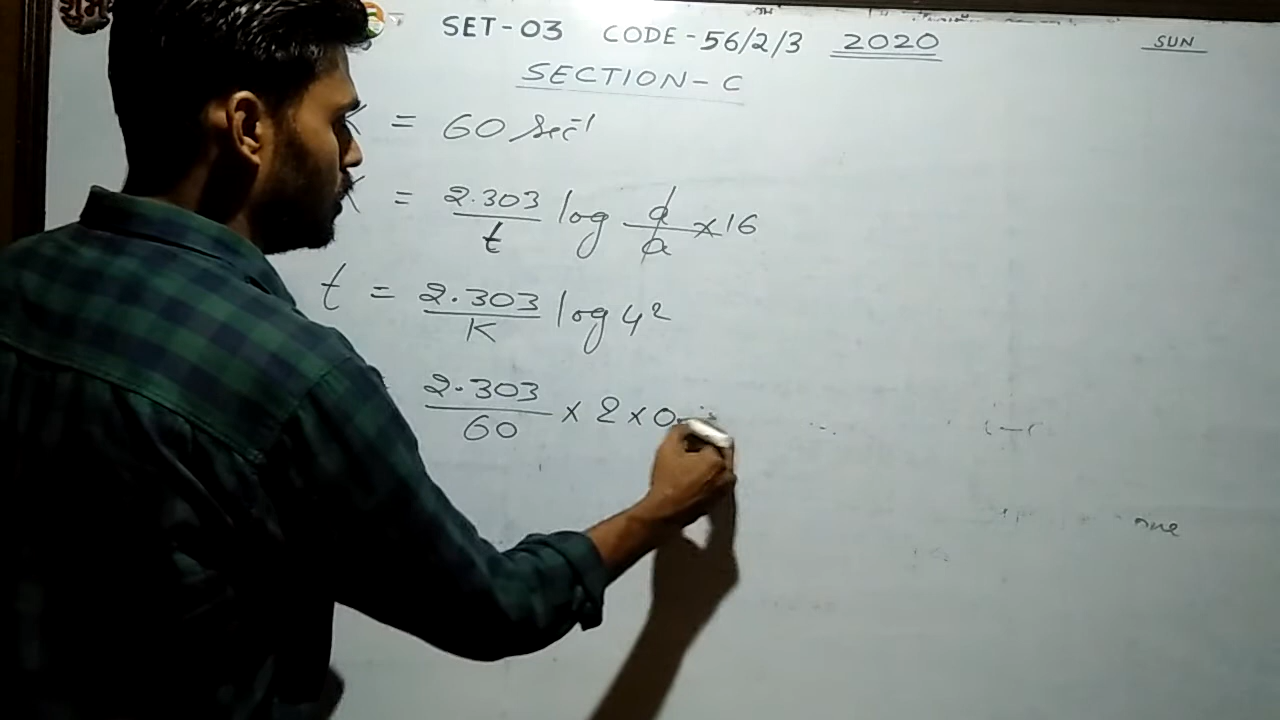 शुभ
SET-03 CODE-56/2/3 2020 SUN
SECTION-C
K = 60 sec⁻¹
K = 2.303/t log a/a × 16
t = 2.303/K log 4²
2.303/60 × 2 × 0